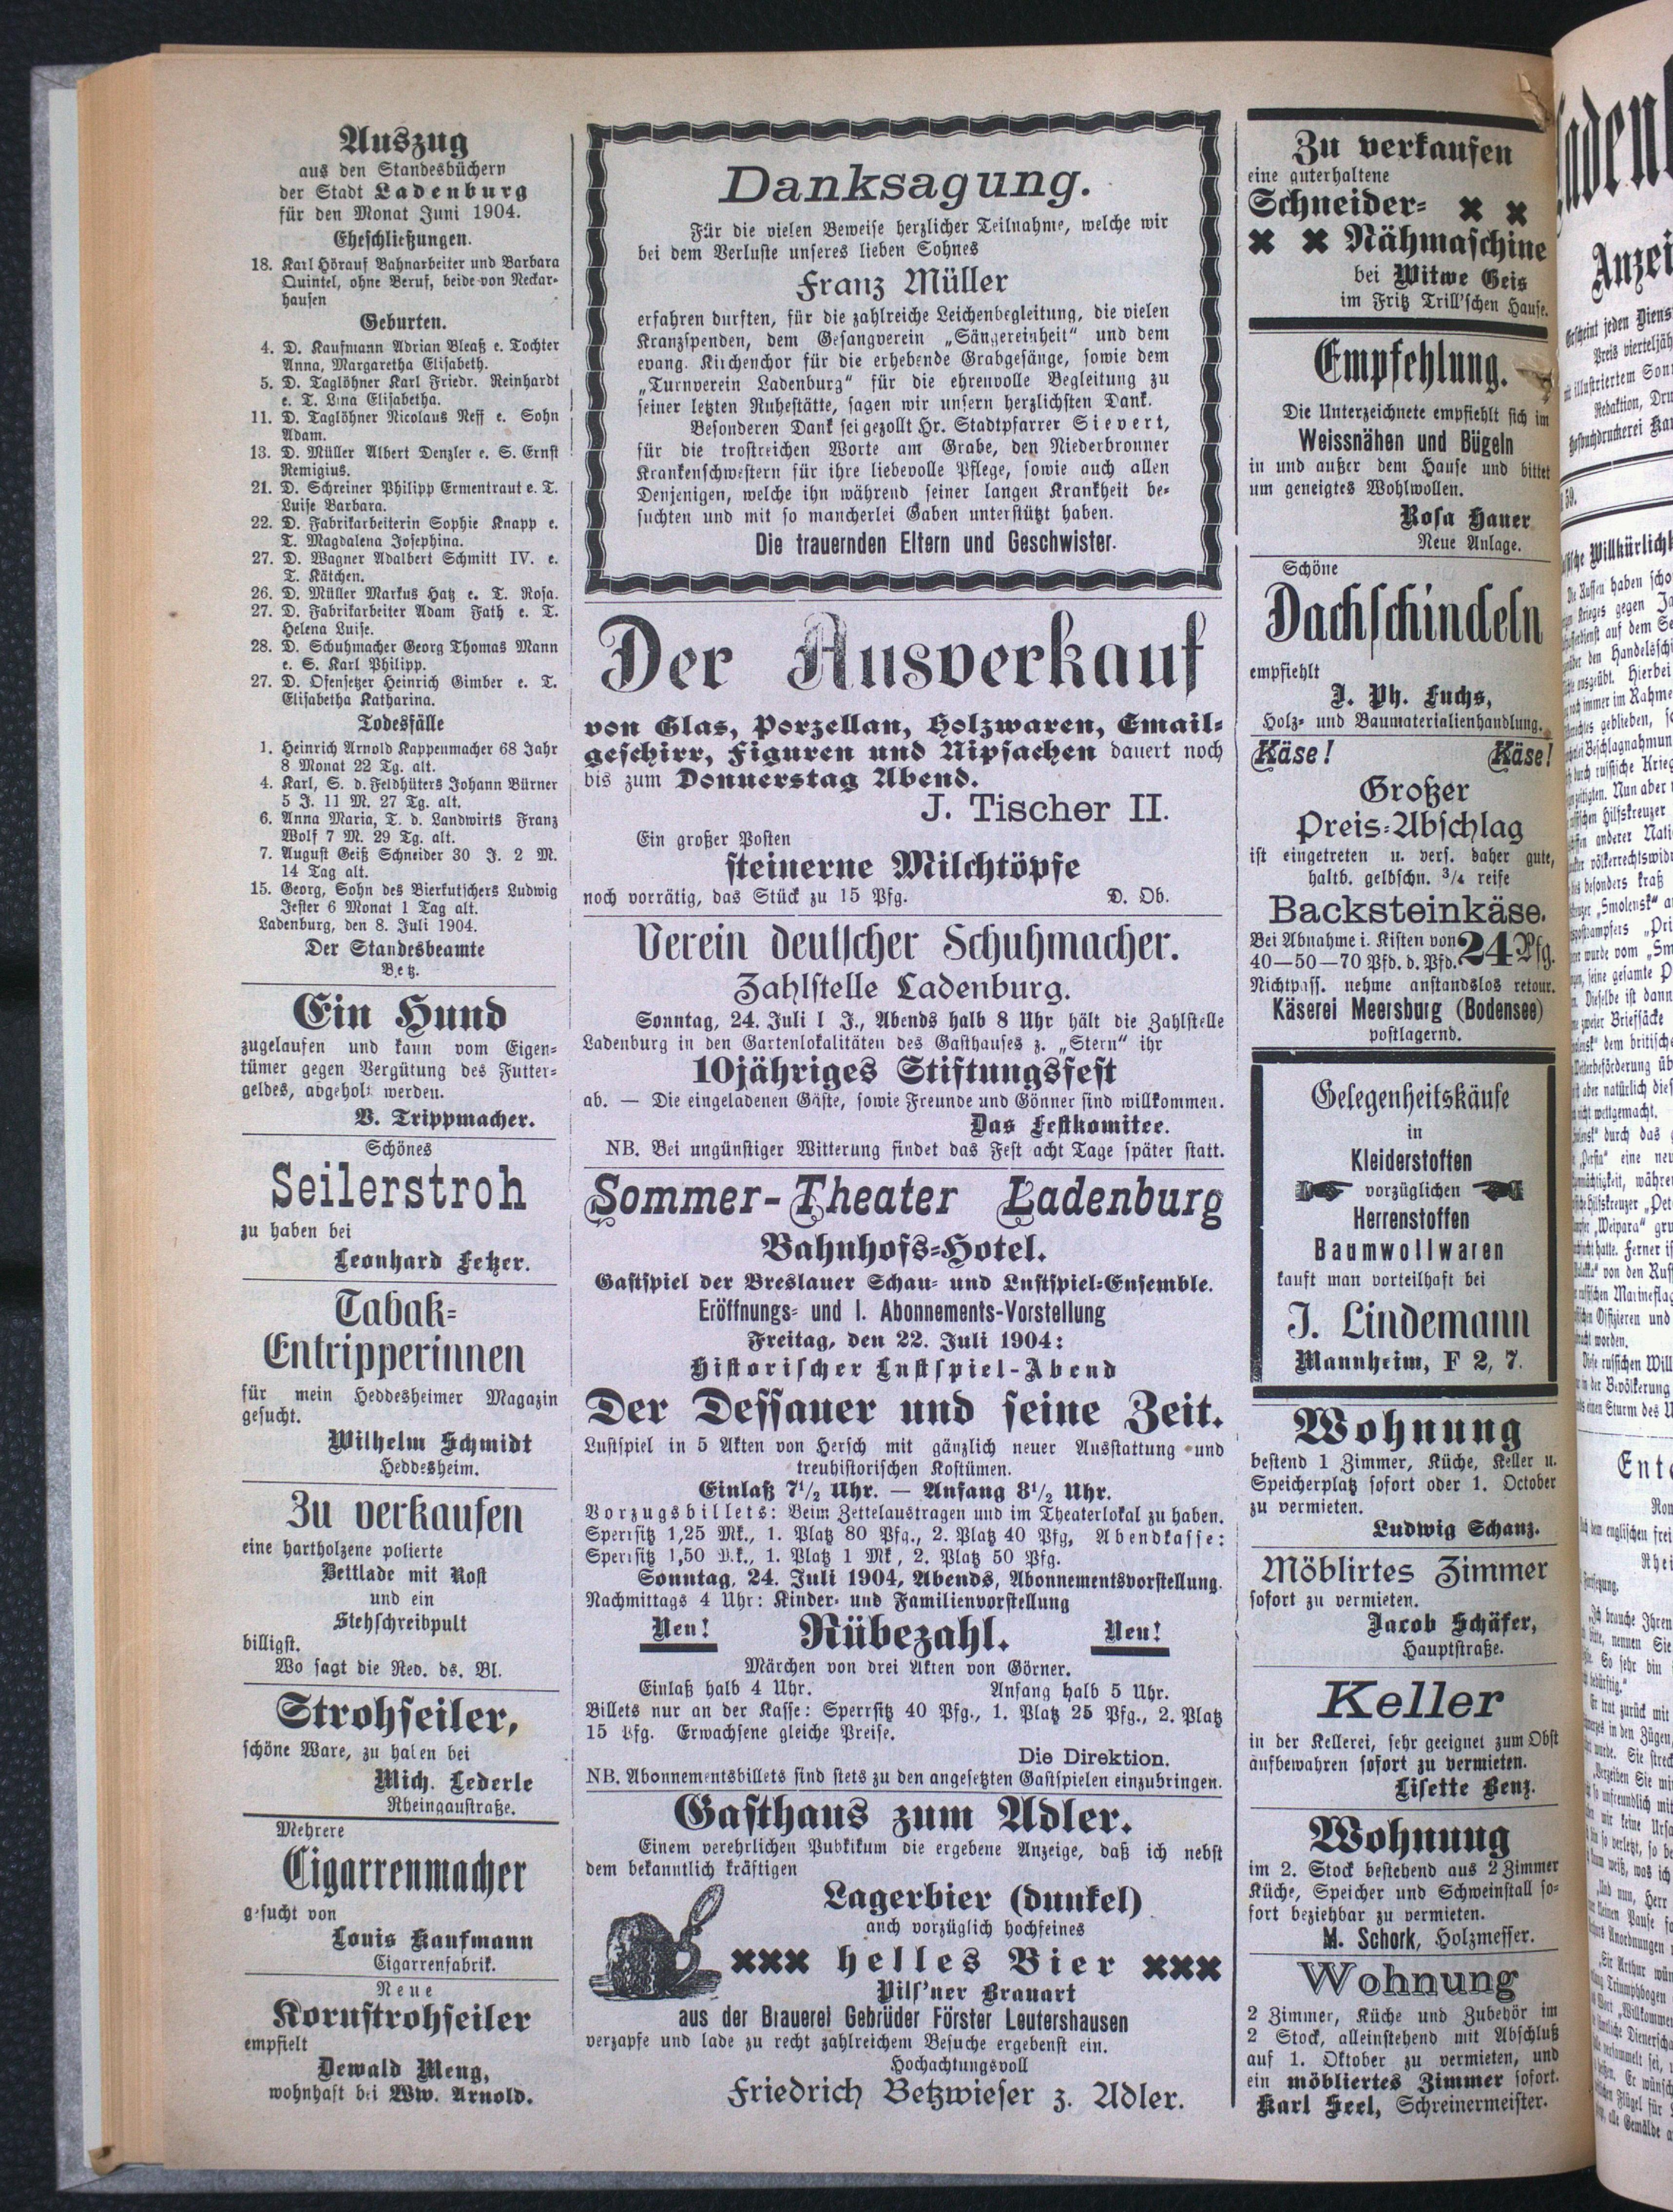 Auszug
aus den Standesbüchern
der Stadt Ladenburg
für den Monat Juni 1904.
Eheschließungen.
18. Karl Hörauf Bahnarbeiter und Barbara
Quintel, ohne Beruf, beide von Neckar-
hausen
Geburten.
4. D. Kaufmann Adrian Bleaß e. Tochter
Anna, Margaretha Elisabeth.
5. D. Taglöhner Karl Friedr. Reinhardt
e. T. Lina Elisabetha.
11. D. Taglöhner Nicolaus Neff e. Sohn
Adam.
13. D. Müller Albert Denzler e. S. Ernst
Remigius.
21. D. Schreiner Philipp Ermentraut e. T.
Luise Barbara.
22. D. Fabrikarbeiterin Sophie Knapp e.
T. Magdalena Josephina.
27. D. Wagner Adalbert Schmitt IV. e.
T. Kätchen.
26. D. Müller Markus Hatz e. T. Rosa.
27. D. Fabrikarbeiter Adam Fath e. T.
Helena Luise.
28. D. Schuhmacher Georg Thomas Mann
e. S. Karl Philipp.
27. D. Ofensetzer Heinrich Gimber e. T.
Elisabetha Katharina.
Todesfälle
1. Heinrich Arnold Kappenmacher 68 Jahr
8 Monat 22 Tg. alt.
4. Karl, S. d. Feldhüters Johann Bürner
5 J. 11 M. 27 Tg. alt.
6. Anna Maria, T. d. Landwirts Franz
Wolf 7 M. 29 Tg. alt.
7. August Geiß Schneider 30 J. 2 M.
14 Tag alt.
15. Georg, Sohn des Bierkutschers Ludwig
Jester 6 Monat 1 Tag alt.
Ladenburg, den 8. Juli 1904.
Der Standesbeamte
Betz.
Ein Hund
zugelaufen und kann vom Eigen-
tümer gegen Vergütung des Futter-
geldes, abgeholt werden.
V. Trippmacher.
Schönes
Seilerstroh
zu haben bei
Leonhard Fetzer.
Tabak-
Entripperinnen
für mein Heddesheimer Magazin
gesucht.
Wilhelm Schmidt
Heddesheim.
Zu verkaufen
eine hartholzene polierte
Bettlade mit Rost
und ein
Stehschreibpult
billigst.
Wo sagt die Red. ds. Bl.
Strohseiler,
schöne Ware, zu haben bei
Mich. Lederle
Rheingaustraße.
Mehrere
Cigarrenmacher
gesucht von
Louis Kaufmann
Cigarrenfabrik.
Neue
Kornstrohseiler
empfielt
Oewald Meng,
wohnhaft bei Ww. Arnold.
Danksagung.
Für die vielen Beweise herzlicher Teilnahme, welche wir
bei dem Verluste unseres lieben Sohnes
Franz Müller
erfahren durften, für die zahlreiche Leichenbegleitung, die vielen
Kranzspenden, dem Gesangverein „Sängereinheit" und dem
evang. Kirchenchor für die erhebende Grabgesänge, sowie dem
„Turnverein Ladenburg" für die ehrenvolle Begleitung zu
seiner letzten Ruhestätte, sagen wir unsern herzlichsten Dank.
Besonderen Dank sei gezollt Hr. Stadtpfarrer Sievert,
für die trostreichen Worte am Grabe, den Niederbronner
Krankenschwestern für ihre liebevolle Pflege, sowie auch allen
Denjenigen, welche ihn während seiner langen Krankheit be-
suchten und mit so mancherlei Gaben unterstützt haben.
Die trauernden Eltern und Geschwister.
Der Ausverkauf
von Glas, Porzellan, Holzwaren, Email-
geschirr, Figuren und Nipsachen dauert noch
bis zum Donnerstag Abend.
J. Tischer II.
Ein großer Posten
steinerne Milchtöpfe
noch vorrätig, das Stück zu 15 Pfg. D. Ob.
Verein deutscher Schuhmacher.
Zahlstelle Ladenburg.
Sonntag, 24. Juli l J., Abends halb 8 Uhr hält die Zahlstelle
Ladenburg in den Gartenlokalitäten des Gasthauses z. „Stern" ihr
10jähriges Stiftungsfest
ab. — Die eingeladenen Gäste, sowie Freunde und Gönner sind willkommen.
Das Festkomitee.
NB. Bei ungünstiger Witterung findet das Fest acht Tage später statt.
Sommer-Theater Ladenburg
Bahnhofs-Hotel.
Gastspiel der Breslauer Schau- und Lustspiel-Ensemble.
Eröffnungs- und I. Abonnements-Vorstellung
Freitag, den 22. Juli 1904:
Historischer Lustspiel-Abend
Der Dessauer und seine Zeit.
Lustspiel in 5 Akten von Hersch mit gänzlich neuer Ausstattung und
treuhistorischen Kostümen.
Einlaß 7½ Uhr. — Anfang 8½ Uhr.
Vorzugsbillets: Beim Zettelaustragen und im Theaterlokal zu haben.
Sperrsitz 1,25 Mk., 1. Platz 80 Pfg., 2. Platz 40 Pfg, Abendkasse:
Sperrsitz 1,50 Mk., 1. Platz 1 Mk, 2. Platz 50 Pfg.
Sonntag, 24. Juli 1904, Abends, Abonnementsvorstellung.
Nachmittags 4 Uhr: Kinder- und Familienvorstellung
Neu! Rübezahl. Neu!
Märchen von drei Akten von Görner.
Einlaß halb 4 Uhr. Anfang halb 5 Uhr.
Billets nur an der Kasse: Sperrsitz 40 Pfg., 1. Platz 25 Pfg., 2. Platz
15 Pfg. Erwachsene gleiche Preise.
Die Direktion.
NB. Abonnementsbillets sind stets zu den angesetzten Gastspielen einzubringen.
Gasthaus zum Adler.
Einem verehrlichen Pubkikum die ergebene Anzeige, daß ich nebst
dem bekanntlich kräftigen
Lagerbier (dunkel)
auch vorzüglich hochfeines
××× helles Bier ×××
Pils'ner Brauart
aus der Brauerei Gebrüder Förster Leutershausen
verzapfe und lade zu recht zahlreichem Besuche ergebenst ein.
Hochachtungsvoll
Friedrich Betzwieser z. Adler.
Zu verkaufen
eine guterhaltene
Schneider- × ×
× × Nähmaschine
bei Witwe Geis
im Fritz Trill'schen Hause.
Empfehlung.
Die Unterzeichnete empfiehlt sich im
Weissnähen und Bügeln
in und außer dem Hause und bittet
um geneigtes Wohlwollen.
Rosa Hauer
Neue Anlage.
Schöne
Dachschindeln
empfiehlt
J. Ph. Fuchs,
Holz- und Baumaterialienhandlung.
Käse! Käse!
Großer
Preis-Abschlag
ist eingetreten u. vers. daher gute,
haltb. gelbschn. ¾ reife
Backsteinkäse.
Bei Abnahme i. Kisten von
40—50—70 Pfd. d. Pfd. 24 Pfg.
Nichtpass. nehme anstandslos retour.
Käserei Meersburg (Bodensee)
postlagernd.
Gelegenheitskäufe
in
Kleiderstoffen
vorzüglichen
Herrenstoffen
Baumwollwaren
kauft man vorteilhaft bei
J. Lindemann
Mannheim, F 2, 7.
Wohnung
bestend 1 Zimmer, Küche, Keller u.
Speicherplatz sofort oder 1. October
zu vermieten.
Ludwig Schanz.
Möblirtes Zimmer
sofort zu vermieten.
Jacob Schäfer,
Hauptstraße.
Keller
in der Kellerei, sehr geeignet zum Obst
aufbewahren sofort zu vermieten.
Lisette Benz.
Wohnung
im 2. Stock bestehend aus 2 Zimmer
Küche, Speicher und Schweinstall so-
fort beziehbar zu vermieten.
M. Schork, Holzmesser.
Wohnung
2 Zimmer, Küche und Zubehör im
2 Stock, alleinstehend mit Abschluß
auf 1. Oktober zu vermieten, und
ein möbliertes Zimmer sofort.
Karl Heel, Schreinermeister.